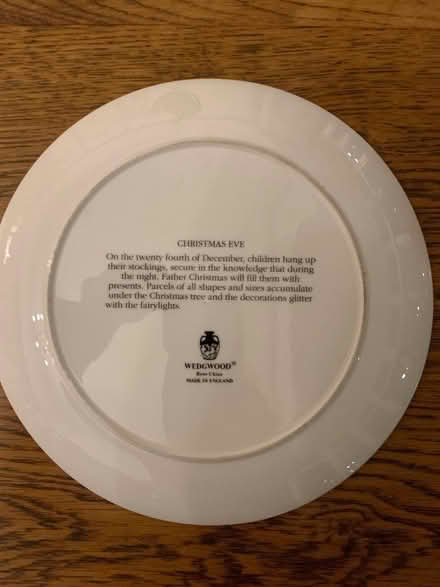 CHRISTMAS EVE
On the twenty fourth of December, children hang up
their stockings, secure in the knowledge that during
the night, Father Christmas will fill them with
presents. Parcels of all shapes and sizes accumulate
under the Christmas tree and the decorations glitter
with the fairylights.
WEDGWOOD®
Bone China
MADE IN ENGLAND